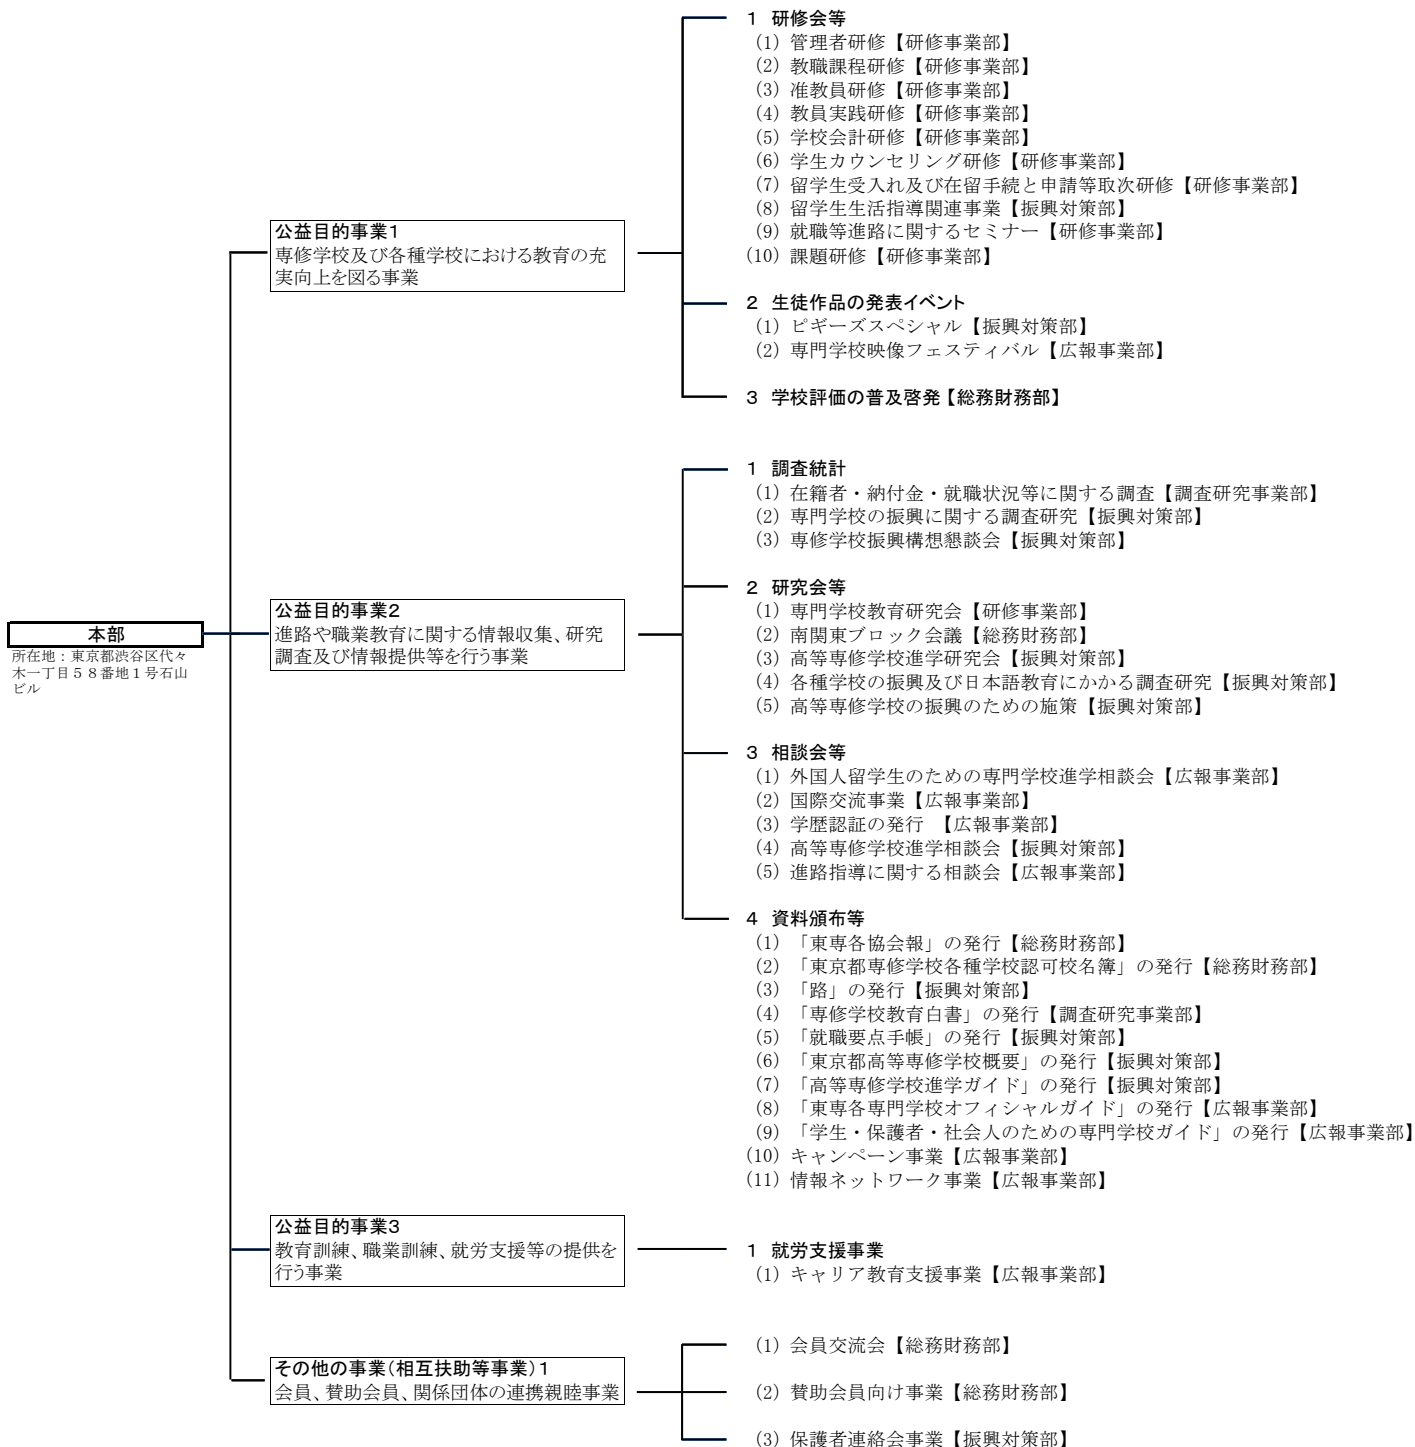 本部
所在地：東京都渋谷区代々
木一丁目５８番地１号石山
ビル
公益目的事業1
専修学校及び各種学校における教育の充
実向上を図る事業
1 研修会等
(1) 管理者研修【研修事業部】
(2) 教職課程研修【研修事業部】
(3) 准教員研修【研修事業部】
(4) 教員実践研修【研修事業部】
(5) 学校会計研修【研修事業部】
(6) 学生カウンセリング研修【研修事業部】
(7) 留学生受入れ及び在留手続と申請等取次研修【研修事業部】
(8) 留学生生活指導関連事業【振興対策部】
(9) 就職等進路に関するセミナー【研修事業部】
(10) 課題研修【研修事業部】
2 生徒作品の発表イベント
(1) ピギーズスペシャル【振興対策部】
(2) 専門学校映像フェスティバル【広報事業部】
3 学校評価の普及啓発【総務財務部】
公益目的事業2
進路や職業教育に関する情報収集、研究
調査及び情報提供等を行う事業
1 調査統計
(1) 在籍者・納付金・就職状況等に関する調査【調査研究事業部】
(2) 専門学校の振興に関する調査研究【振興対策部】
(3) 専修学校振興構想懇談会【振興対策部】
2 研究会等
(1) 専門学校教育研究会【研修事業部】
(2) 南関東ブロック会議【総務財務部】
(3) 高等専修学校進学研究会【振興対策部】
(4) 各種学校の振興及び日本語教育にかかる調査研究【振興対策部】
(5) 高等専修学校の振興のための施策【振興対策部】
3 相談会等
(1) 外国人留学生のための専門学校進学相談会【広報事業部】
(2) 国際交流事業【広報事業部】
(3) 学歴認証の発行 【広報事業部】
(4) 高等専修学校進学相談会【振興対策部】
(5) 進路指導に関する相談会【広報事業部】
4 資料頒布等
(1) 「東専各協会報」の発行【総務財務部】
(2) 「東京都専修学校各種学校認可校名簿」の発行【総務財務部】
(3) 「路」の発行【振興対策部】
(4) 「専修学校教育白書」の発行【調査研究事業部】
(5) 「就職要点手帳」の発行【振興対策部】
(6) 「東京都高等専修学校概要」の発行【振興対策部】
(7) 「高等専修学校進学ガイド」の発行【振興対策部】
(8) 「東専各専門学校オフィシャルガイド」の発行【広報事業部】
(9) 「学生・保護者・社会人のための専門学校ガイド」の発行【広報事業部】
(10) キャンペーン事業【広報事業部】
(11) 情報ネットワーク事業【広報事業部】
公益目的事業3
教育訓練、職業訓練、就労支援等の提供を
行う事業
1 就労支援事業
(1) キャリア教育支援事業【広報事業部】
その他の事業（相互扶助等事業）1
会員、賛助会員、関係団体の連携親睦事業
(1) 会員交流会【総務財務部】
(2) 賛助会員向け事業【総務財務部】
(3) 保護者連絡会事業【振興対策部】